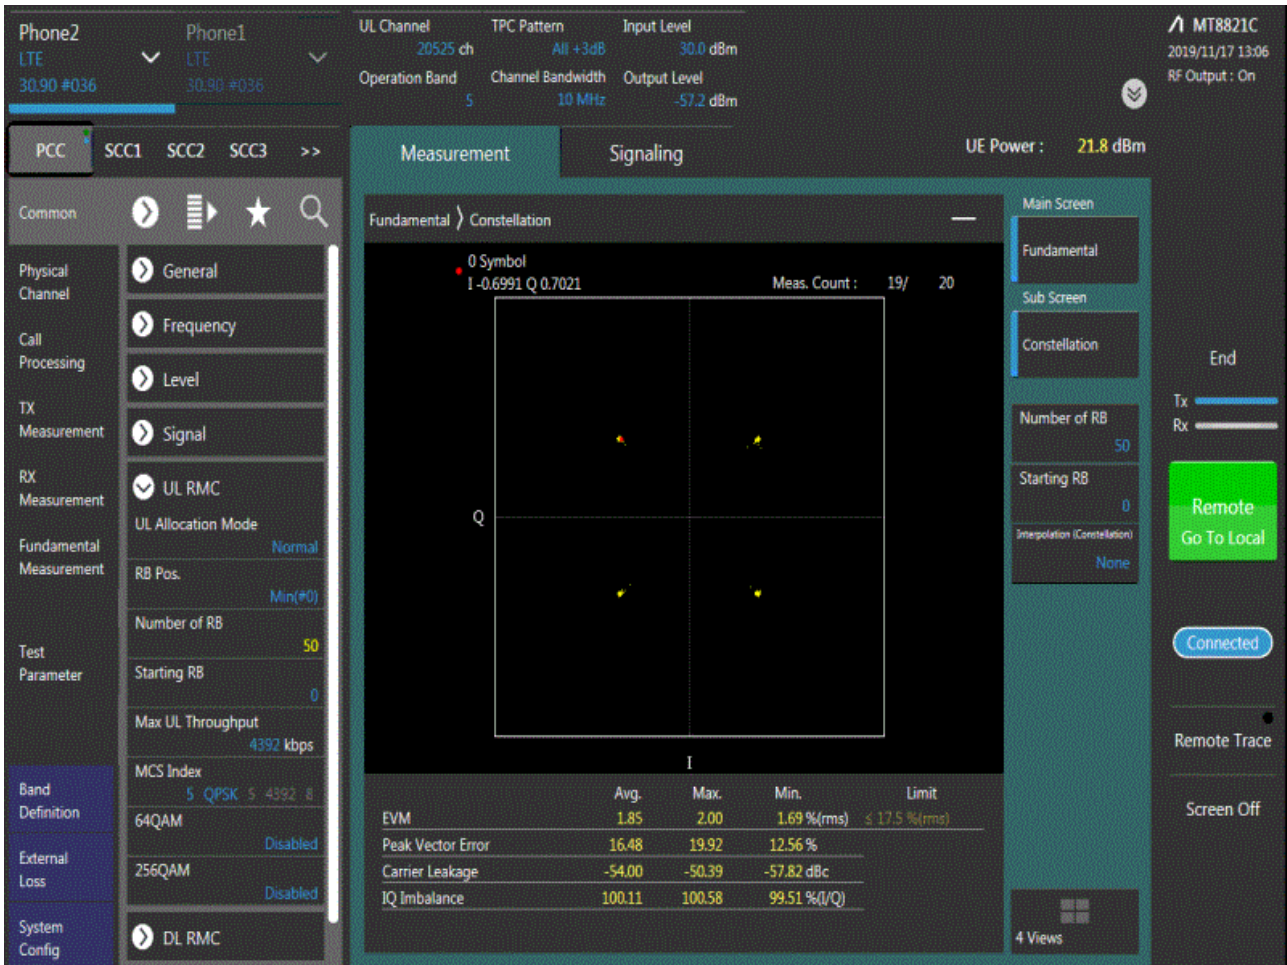 Phone2
LTE
30.90 #036
Phone1
LTE
30.90 #036
UL Channel
20525 ch
TPC Pattern
All +3dB
Input Level
30.0 dBm
Operation Band
5
Channel Bandwidth
10 MHz
Output Level
-57.2 dBm
MT8821C
2019/11/17 13:06
RF Output : On
PCC SCC1 SCC2 SCC3 >>
Measurement
Signaling
UE Power : 21.8 dBm
Common
Physical
Channel
Call
Processing
TX
Measurement
RX
Measurement
Fundamental
Measurement
Test
Parameter
Band
Definition
External
Loss
System
Config
General
Frequency
Level
Signal
UL RMC
UL Allocation Mode
Normal
RB Pos.
Min(#0)
Number of RB
50
Starting RB
0
Max UL Throughput
4392 kbps
MCS Index
5 QPSK 5 4392 8
64QAM
Disabled
256QAM
Disabled
DL RMC
Fundamental 〉 Constellation
0 Symbol
I -0.6991 Q 0.7021
Meas. Count : 19/ 20
Q
I
Avg. Max. Min. Limit
EVM 1.85 2.00 1.69 %(rms) ≤ 17.5 %(rms)
Peak Vector Error 16.48 19.92 12.56 %
Carrier Leakage -54.00 -50.39 -57.82 dBc
IQ Imbalance 100.11 100.58 99.51 %(I/Q)
Main Screen
Fundamental
Sub Screen
Constellation
Number of RB
50
Starting RB
0
Interpolation (Constellation)
None
4 Views
End
Tx
Rx
Remote
Go To Local
Connected
Remote Trace
Screen Off